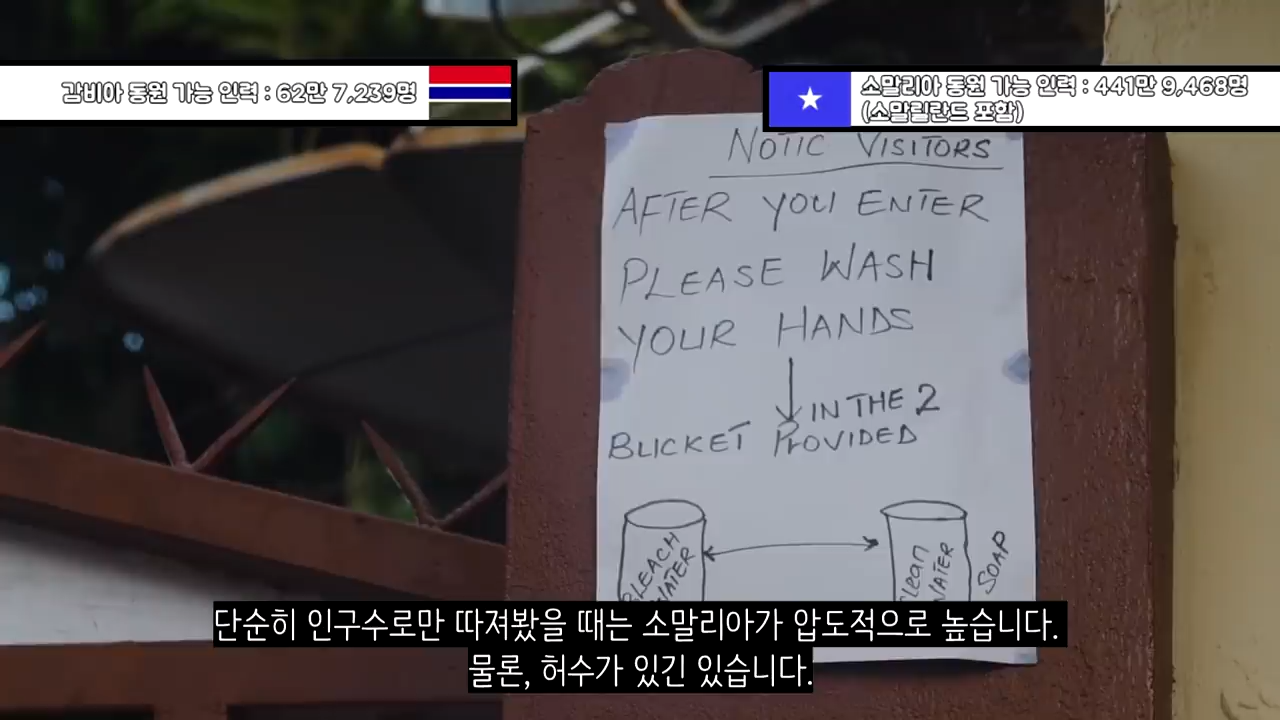 감비아 동원 가능 인력 : 62만 7,239명
소말리아 동원 가능 인력 : 441만 9,468명
(소말릴란드 포함)
NOTIC VISITORS
AFTER YOU ENTER
PLEASE WASH
YOUR HANDS
IN THE 2
BUCKET PROVIDED
BLEACH
WATER
Clean
WATER
SOAP
단순히 인구수로만 따져봤을 때는 소말리아가 압도적으로 높습니다.
물론, 허수가 있긴 있습니다.